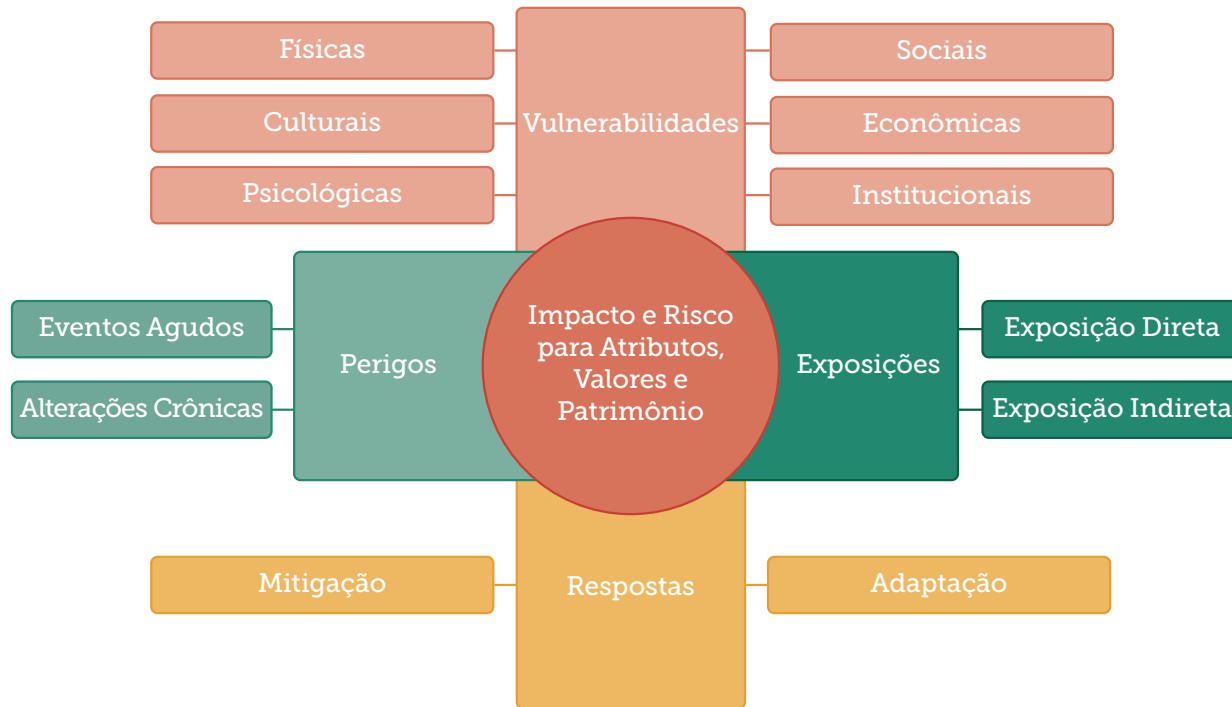 Físicas
Culturais
Psicológicas
Vulnerabilidades
Sociais
Econômicas
Institucionais
Eventos Agudos
Alterações Crônicas
Perigos
Impacto e Risco
para Atributos,
Valores e
Patrimônio
Exposições
Exposição Direta
Exposição Indireta
Mitigação
Respostas
Adaptação